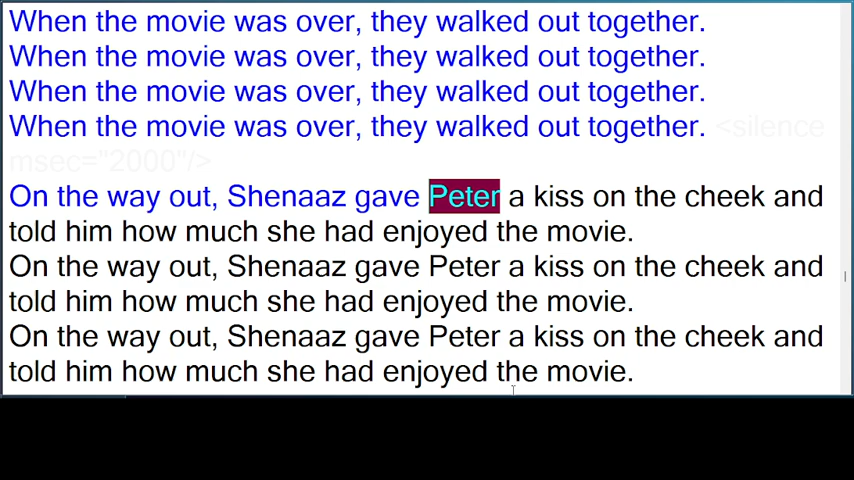 When the movie was over, they walked out together.
When the movie was over, they walked out together.
When the movie was over, they walked out together.
When the movie was over, they walked out together. <silence
msec="2000"/>
On the way out, Shenaaz gave Peter a kiss on the cheek and
told him how much she had enjoyed the movie.
On the way out, Shenaaz gave Peter a kiss on the cheek and
told him how much she had enjoyed the movie.
On the way out, Shenaaz gave Peter a kiss on the cheek and
told him how much she had enjoyed the movie.